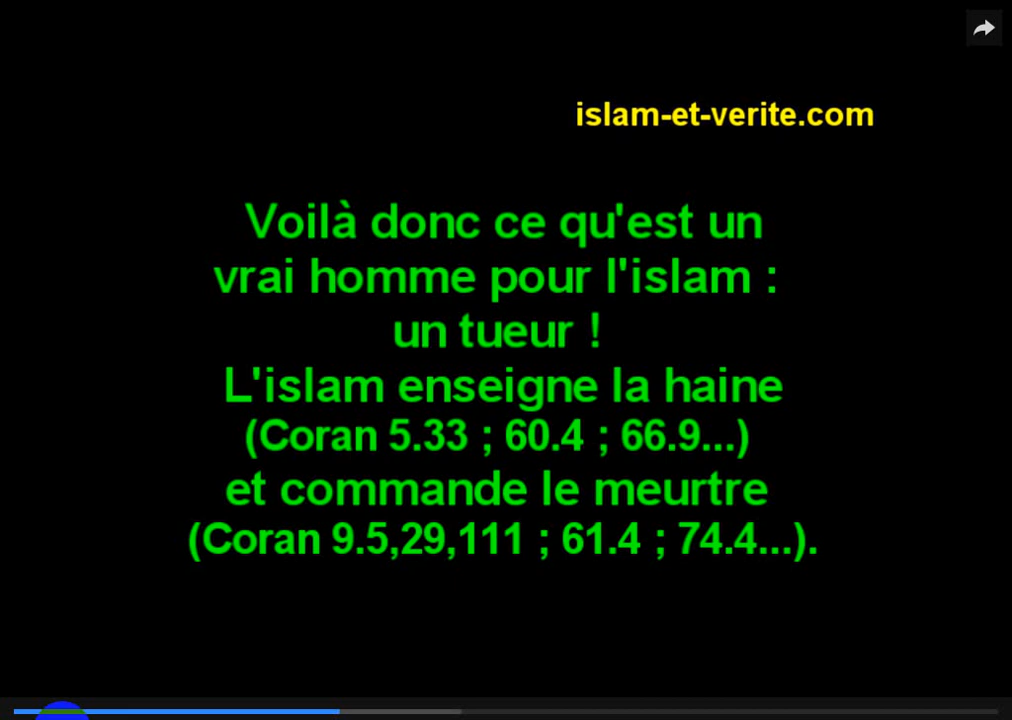 islam-et-verite.com
Voilà donc ce qu'est un
vrai homme pour l'islam :
un tueur !
L'islam enseigne la haine
(Coran 5.33 ; 60.4 ; 66.9...)
et commande le meurtre
(Coran 9.5,29,111 ; 61.4 ; 74.4...).